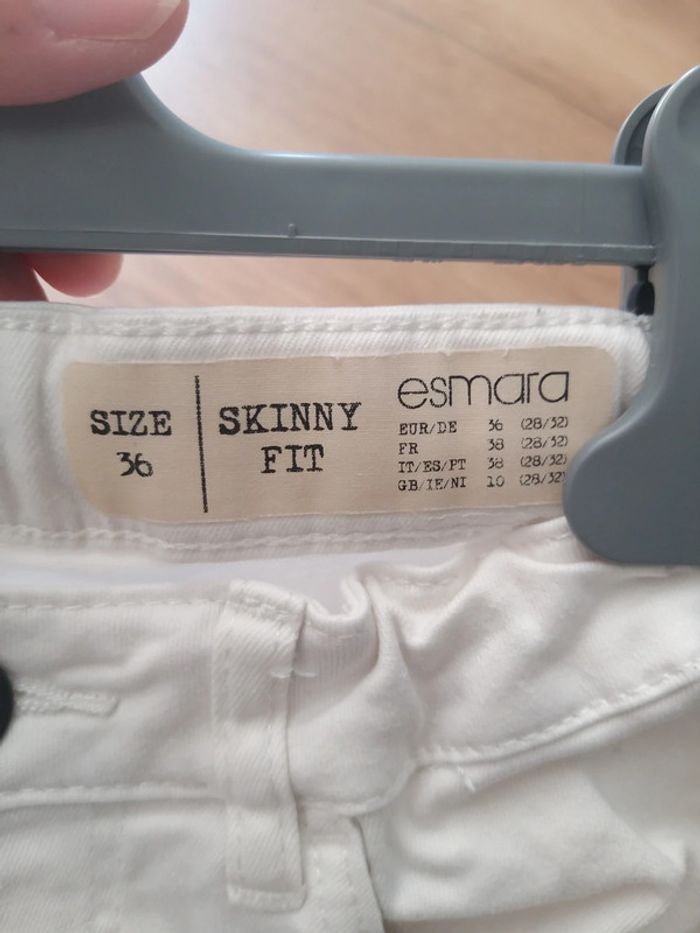 SIZE
36
SKINNY
FIT
esmara
EUR/DE 36 (28/32)
FR 38 (28/32)
IT/ES/PT 38 (28/32)
GB/IE/NI 10 (28/32)